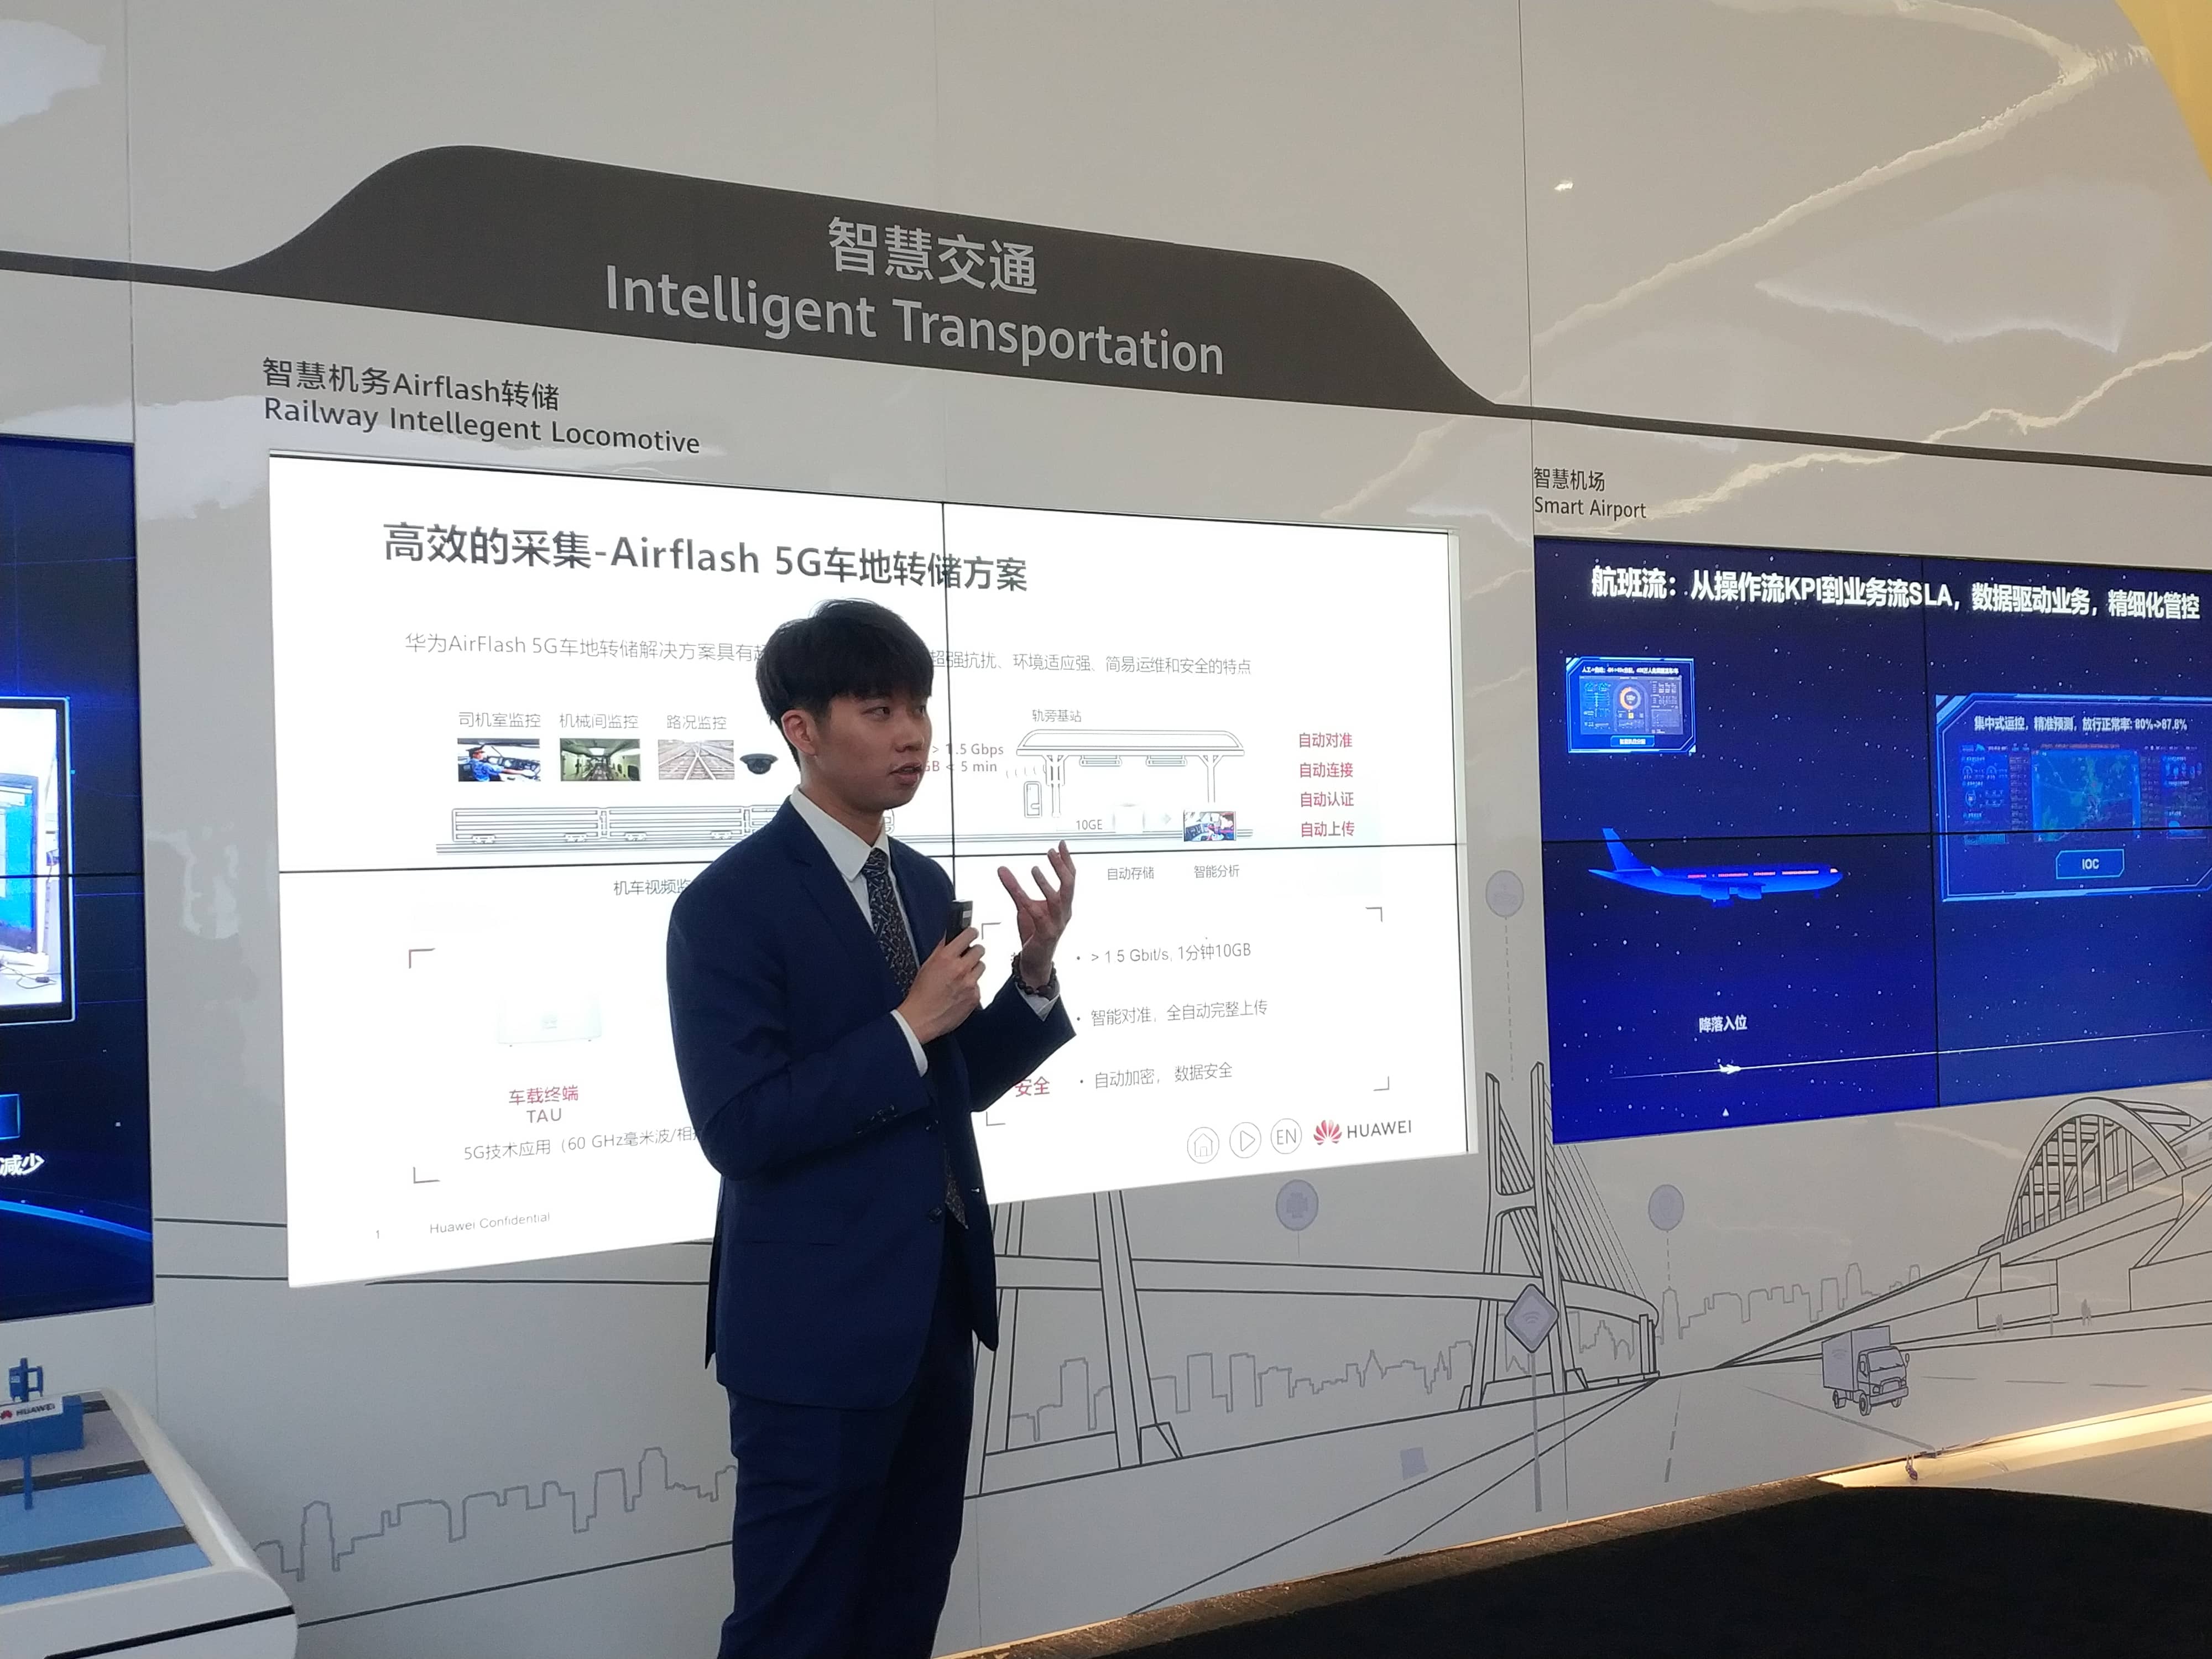 智慧交通
Intelligent Transportation
智慧机务Airflash转储
Railway Intellegent Locomotive
高效的采集-Airflash 5G车地转储方案
华为AirFlash 5G车地转储解决方案具有超
超强抗扰、环境适应强、简易运维和安全的特点
司机室监控 机械间监控 路况监控
轨旁基站
> 1.5 Gbps
GB < 5 min
自动对准
自动连接
自动认证
自动上传
10GE
机车视频监
自动存储 智能分析
> 1 5 Gbit/s, 1分钟10GB
智能对准, 全自动完整上传
安全
自动加密, 数据安全
车载终端
TAU
5G技术应用（60 GHz毫米波/相
EN
HUAWEI
1 Huawei Confidential
智慧机场
Smart Airport
航班流：从操作流KPI到业务流SLA，数据驱动业务，精细化管控
集中式运控，精准预测，放行正常率: 80%->87.8%
IOC
降落入位
减少
HUAWEI